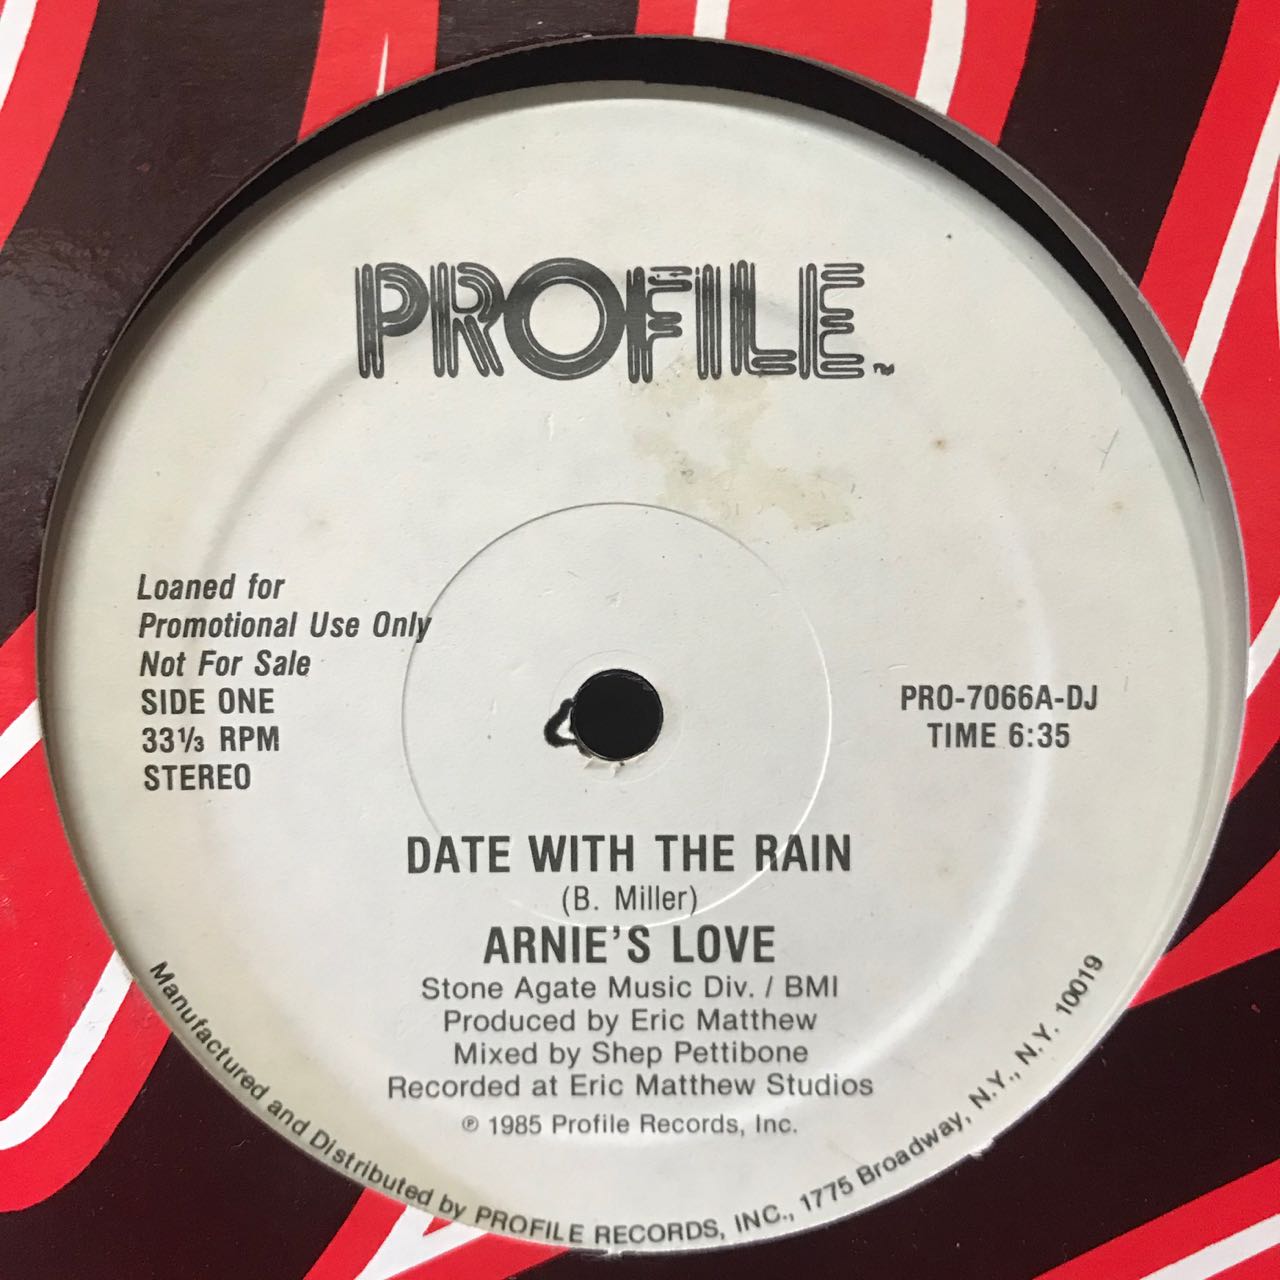 PROFILE™
Loaned for
Promotional Use Only
Not For Sale
SIDE ONE
33⅓ RPM
STEREO
PRO-7066A-DJ
TIME 6:35
DATE WITH THE RAIN
(B. Miller)
ARNIE'S LOVE
Stone Agate Music Div. / BMI
Produced by Eric Matthew
Mixed by Shep Pettibone
Recorded at Eric Matthew Studios
℗ 1985 Profile Records, Inc.
Manufactured and Distributed by PROFILE RECORDS, INC., 1775 Broadway, N.Y., N.Y. 10019